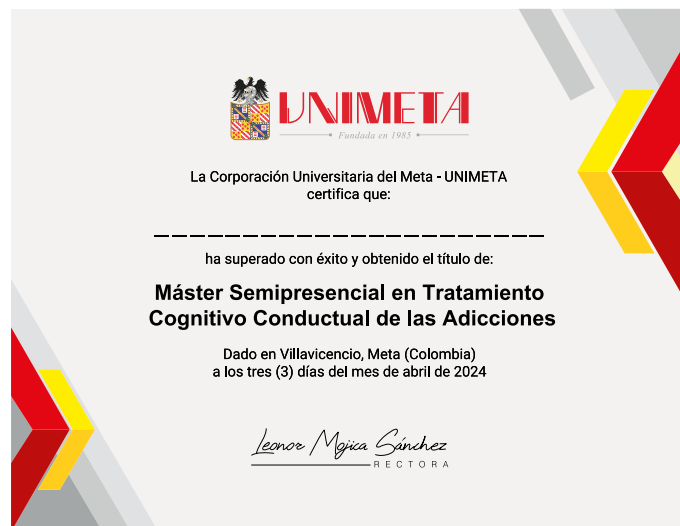 UNIMETA
Fundada en 1985
La Corporación Universitaria del Meta - UNIMETA
certifica que:
ha superado con éxito y obtenido el título de:
Máster Semipresencial en Tratamiento
Cognitivo Conductual de las Adicciones
Dado en Villavicencio, Meta (Colombia)
a los tres (3) días del mes de abril de 2024
Leonor Mojica Sánchez
RECTORA